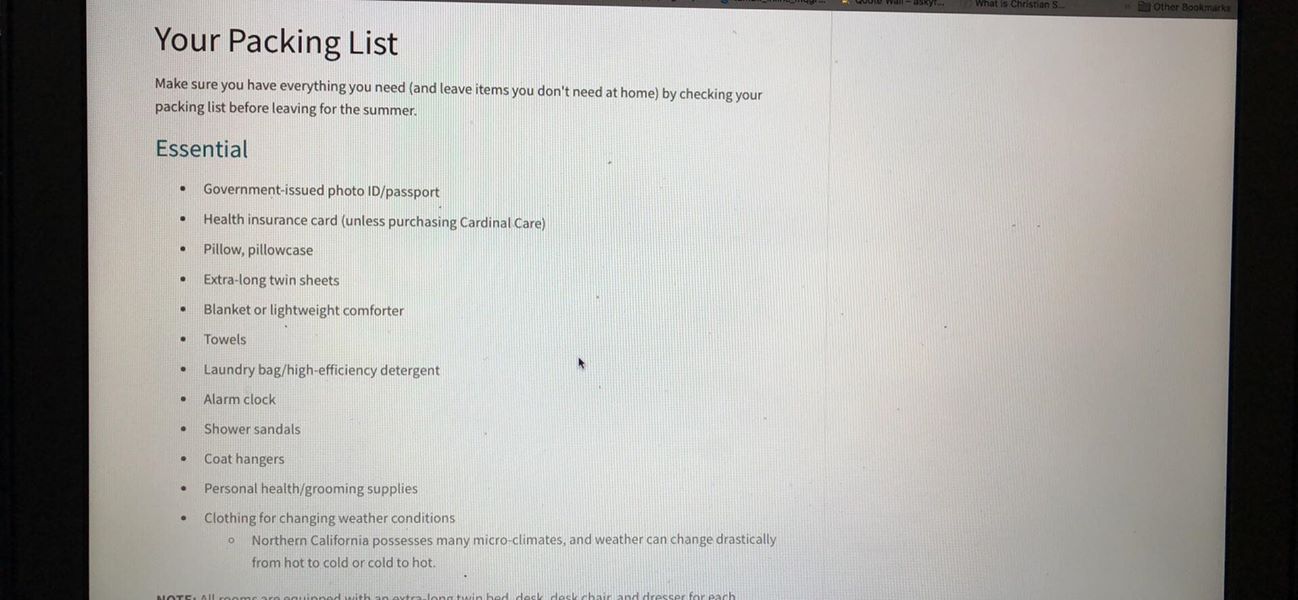 What is Christian S...
Other Bookmarks
Your Packing List
Make sure you have everything you need (and leave items you don't need at home) by checking your
packing list before leaving for the summer.
Essential
• Government-issued photo ID/passport
• Health insurance card (unless purchasing Cardinal Care)
• Pillow, pillowcase
• Extra-long twin sheets
• Blanket or lightweight comforter
• Towels
• Laundry bag/high-efficiency detergent
• Alarm clock
• Shower sandals
• Coat hangers
• Personal health/grooming supplies
• Clothing for changing weather conditions
○ Northern California possesses many micro-climates, and weather can change drastically
from hot to cold or cold to hot.
NOTE: All rooms are equipped with an extra-long twin bed, desk, desk chair, and dresser for each